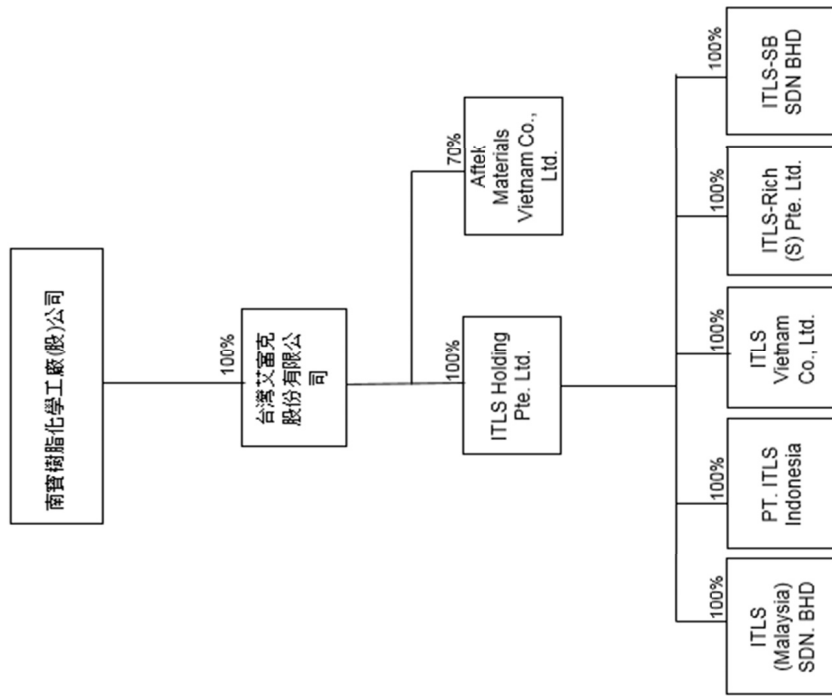 南寶樹脂化學工廠(股)公司
100%
台灣艾富克
股份有限公
司
100%
ITLS Holding
Pte. Ltd.
70%
Aftek
Materials
Vietnam Co.,
Ltd.
100%
ITLS
(Malaysia)
SDN. BHD
100%
PT. ITLS
Indonesia
100%
ITLS
Vietnam
Co., Ltd.
100%
ITLS-Rich
(S) Pte. Ltd.
100%
ITLS-SB
SDN BHD